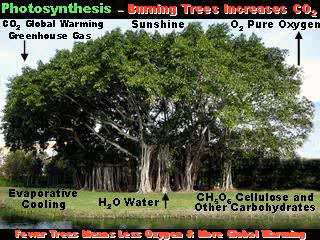 Photosynthesis – Burning Trees Increases CO2
CO2 Global Warming
Greenhouse Gas
Sunshine
O2 Pure Oxygen
Evaporative
Cooling
H2O Water
CH2O6 Cellulose and
Other Carbohydrates
Fewer Trees Means Less Oxygen & More Global Warming